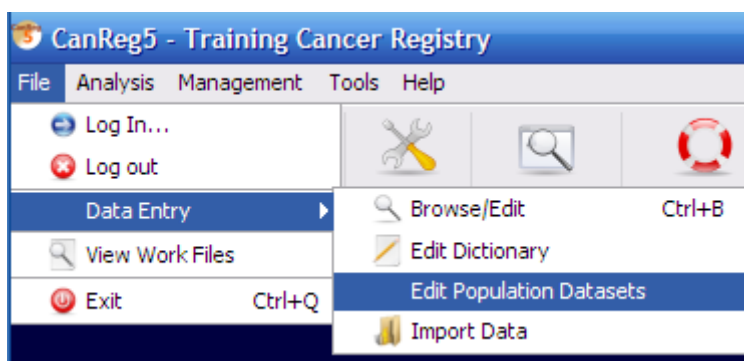 CanReg5 - Training Cancer Registry
File Analysis Management Tools Help
Log In...
Log out
Data Entry
Browse/Edit Ctrl+B
View Work Files
Edit Dictionary
Edit Population Datasets
Exit Ctrl+Q
Import Data